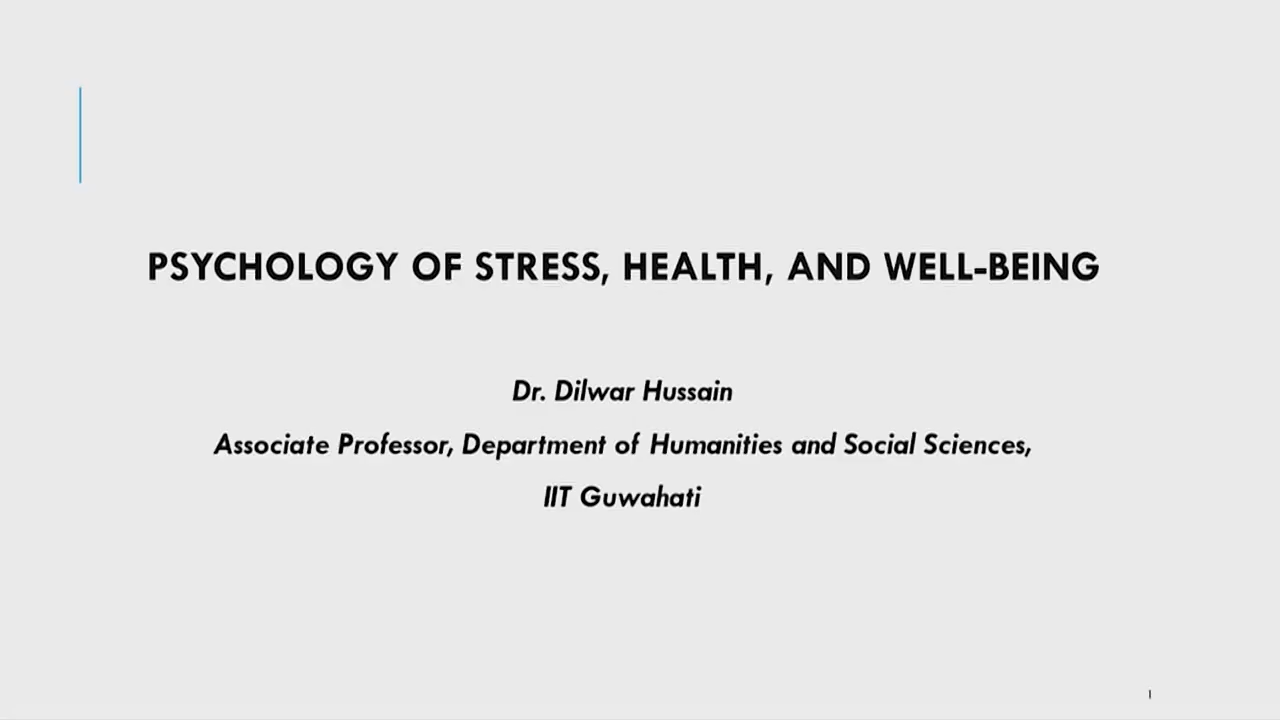 PSYCHOLOGY OF STRESS, HEALTH, AND WELL-BEING
Dr. Dilwar Hussain
Associate Professor, Department of Humanities and Social Sciences,
IIT Guwahati
1